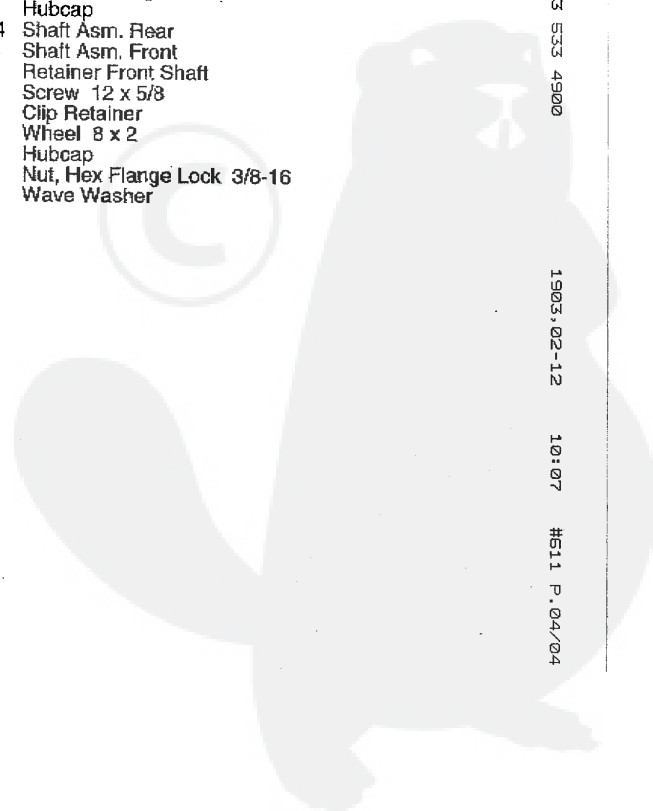 Hubcap
4 Shaft Asm. Rear
Shaft Asm. Front
Retainer Front Shaft
Screw 12 x 5/8
Clip Retainer
Wheel 8 x 2
Hubcap
Nut, Hex Flange Lock 3/8-16
Wave Washer
©
3 533 4900 1903,02-12 10:07 #611 P.04/04